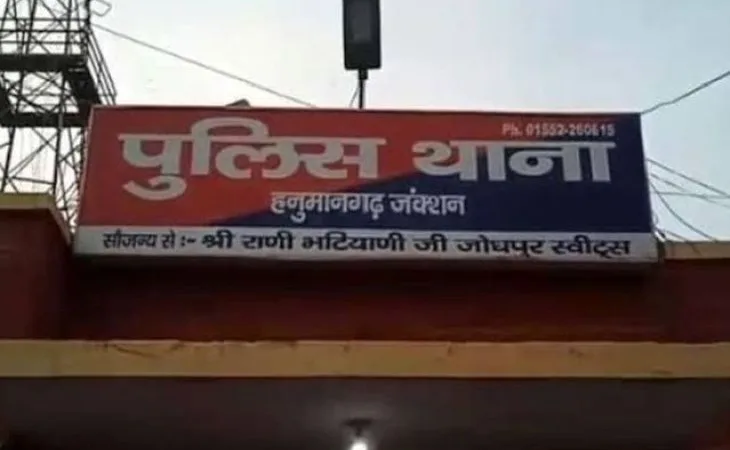 Ph. 01552-260615
पुलिस थाना
हनुमानगढ़ जंक्शन
सौजन्य से :- श्री राणी भटियाणी जी जोधपुर स्वीट्स